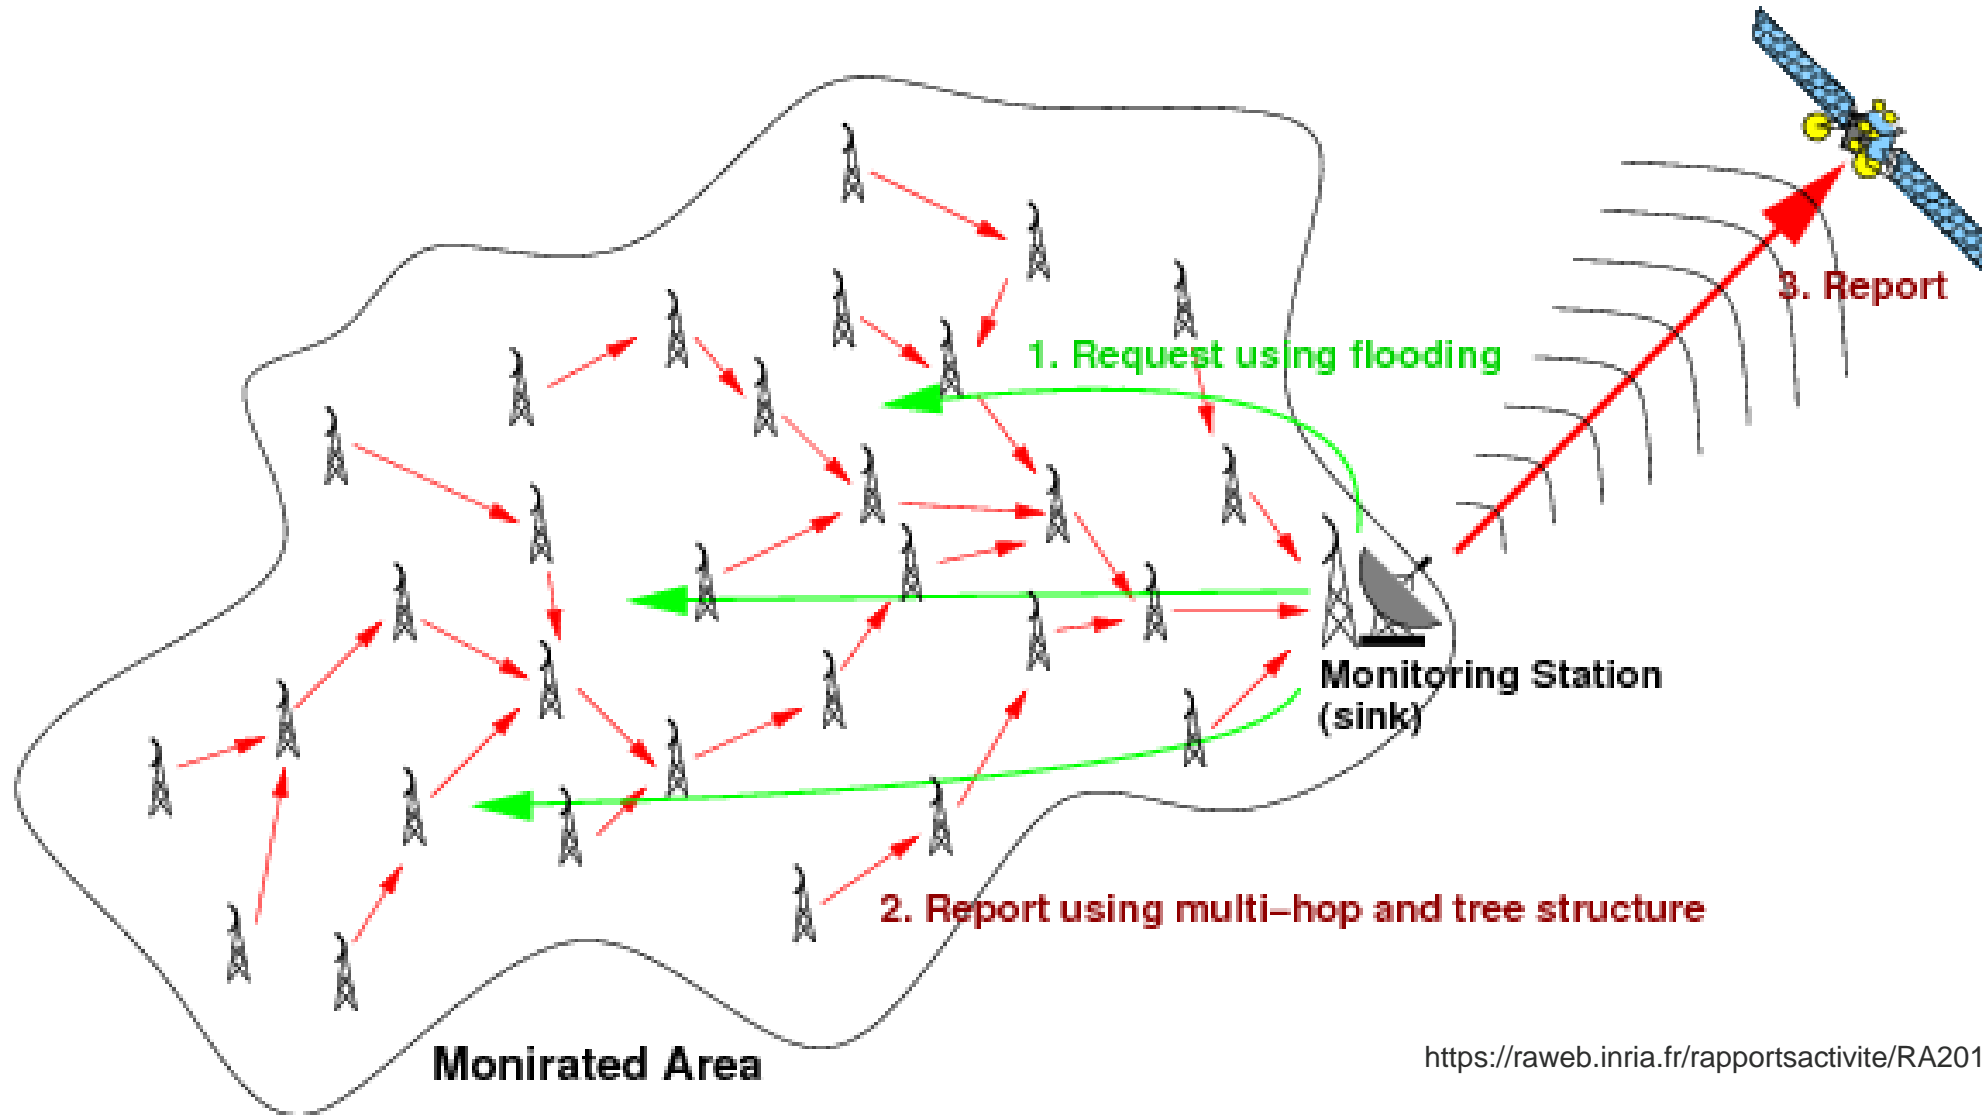 3. Report
1. Request using flooding
Monitoring Station
(sink)
2. Report using multi-hop and tree structure
Monirated Area
https://raweb.inria.fr/rapportsactivite/RA201